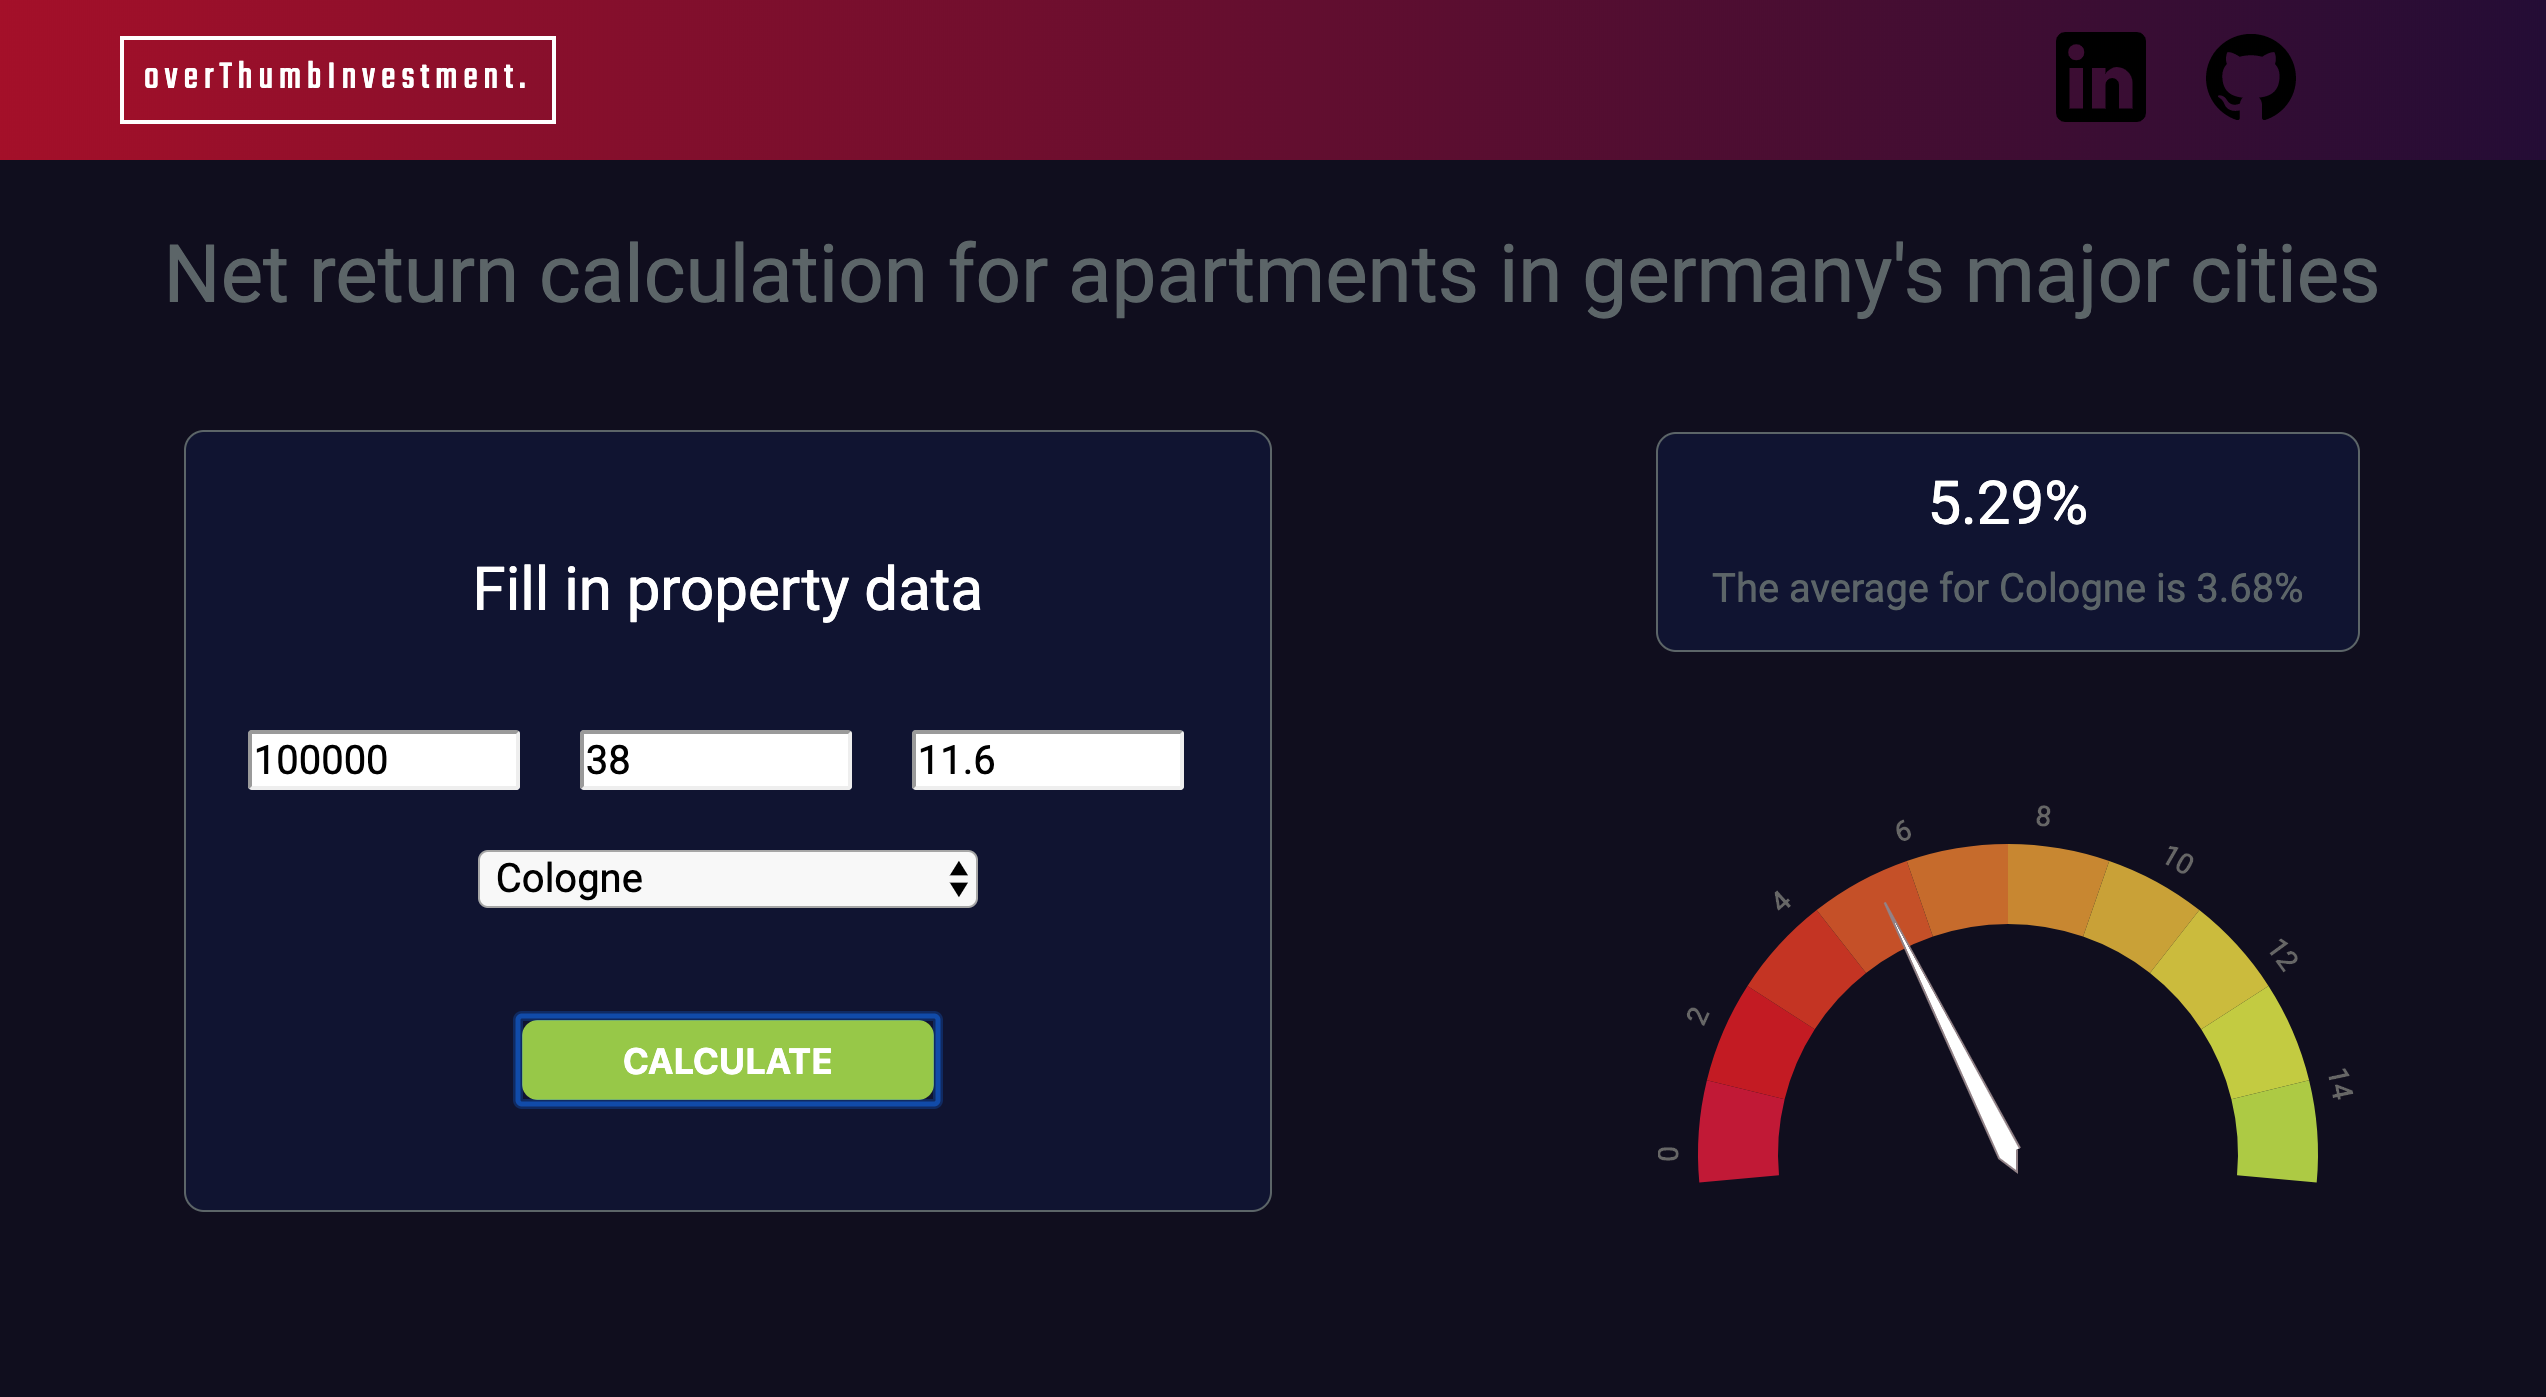 overThumbInvestment.
in
Net return calculation for apartments in germany's major cities
Fill in property data
100000 38 11.6
Cologne
CALCULATE
5.29%
The average for Cologne is 3.68%
0
2
4
6
8
10
12
14